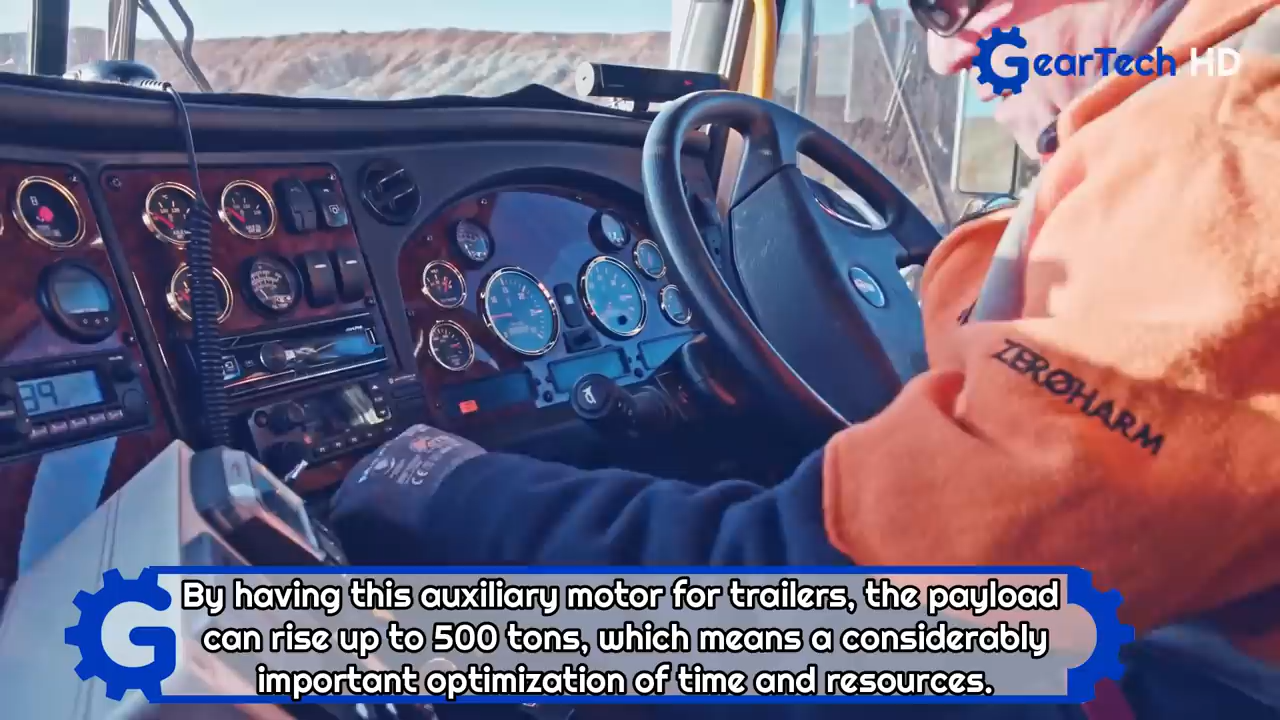 GearTech HD
ZERØHARM
39
By having this auxiliary motor for trailers, the payload
can rise up to 500 tons, which means a considerably
important optimization of time and resources.